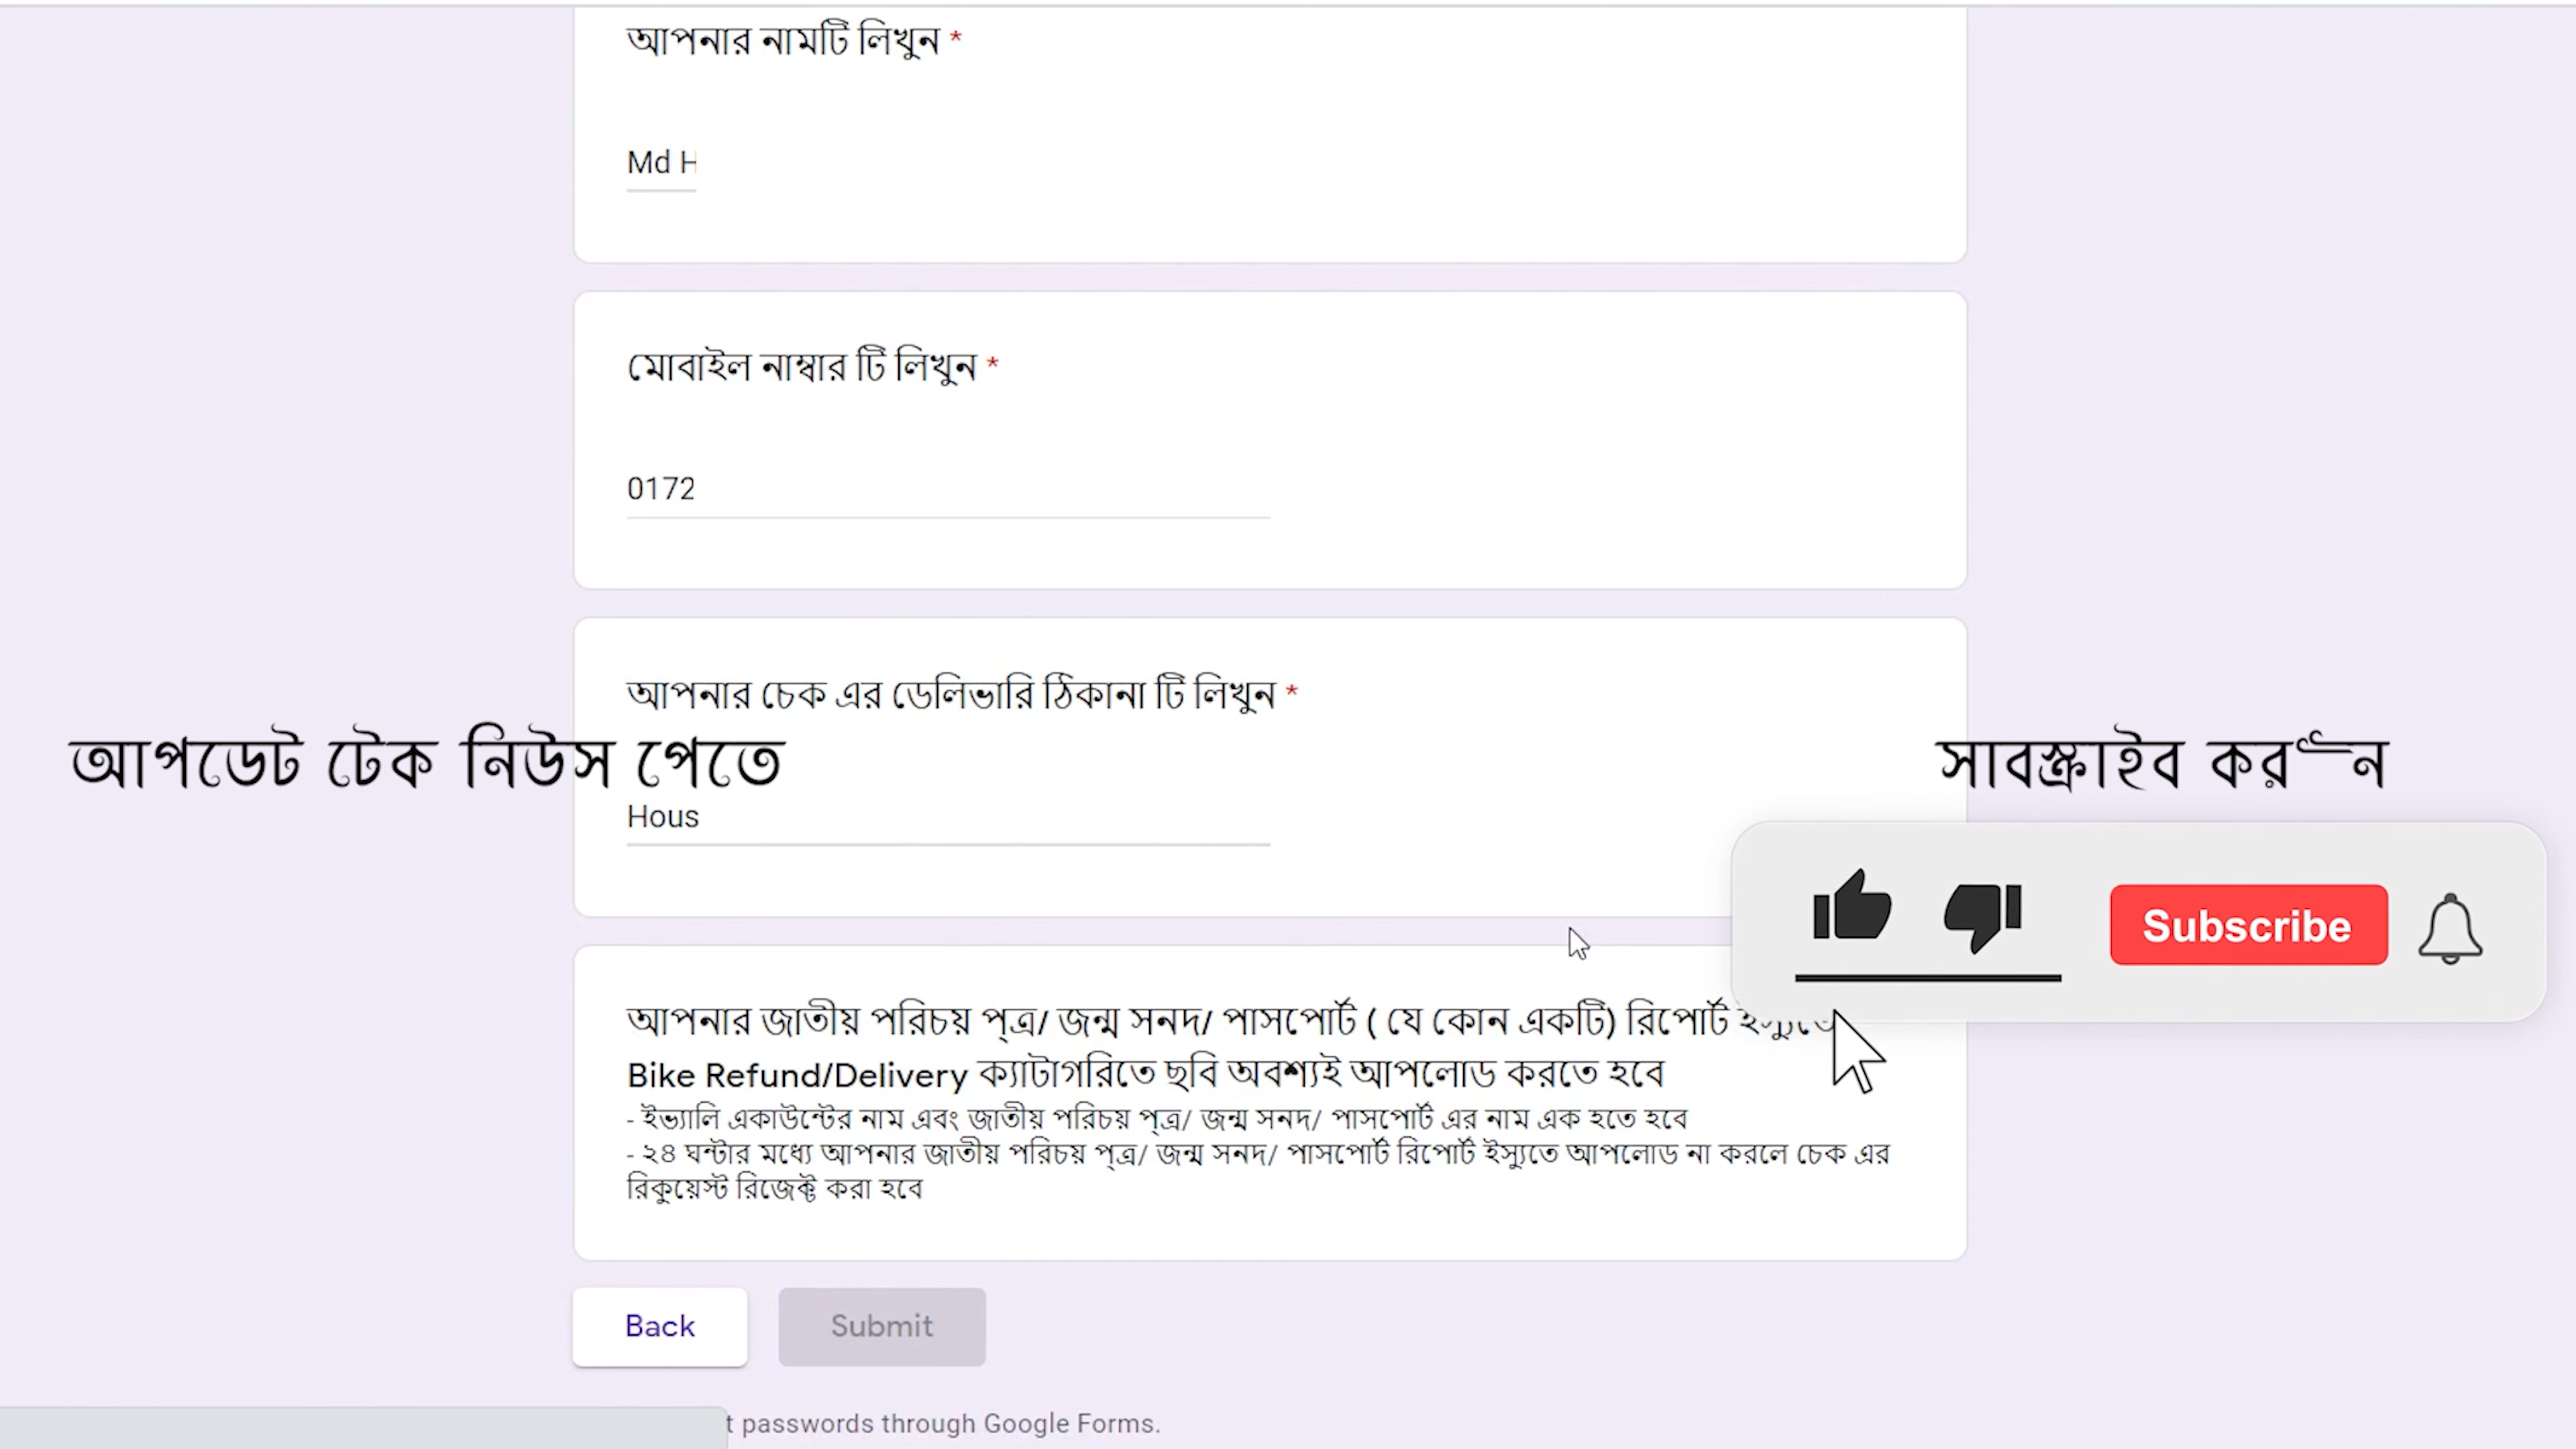 আপনার নামটি লিখুন *
Md H
মোবাইল নাম্বার টি লিখুন *
0172
আপনার চেক এর ডেলিভারি ঠিকানা টি লিখুন *
আপডেট টেক নিউস পেতে
সাবস্ক্রাইব করুন
Hous
Subscribe
আপনার জাতীয় পরিচয় পত্র/ জন্ম সনদ/ পাসপোর্ট ( যে কোন একটি) রিপোর্ট ইস্যুতে
Bike Refund/Delivery ক্যাটাগরিতে ছবি অবশ্যই আপলোড করতে হবে
- ইভ্যালি একাউন্টের নাম এবং জাতীয় পরিচয় পত্র/ জন্ম সনদ/ পাসপোর্ট এর নাম এক হতে হবে
- ২৪ ঘন্টার মধ্যে আপনার জাতীয় পরিচয় পত্র/ জন্ম সনদ/ পাসপোর্ট রিপোর্ট ইস্যুতে আপলোড না করলে চেক এর
রিকুয়েস্ট রিজেক্ট করা হবে
Back
Submit
t passwords through Google Forms.